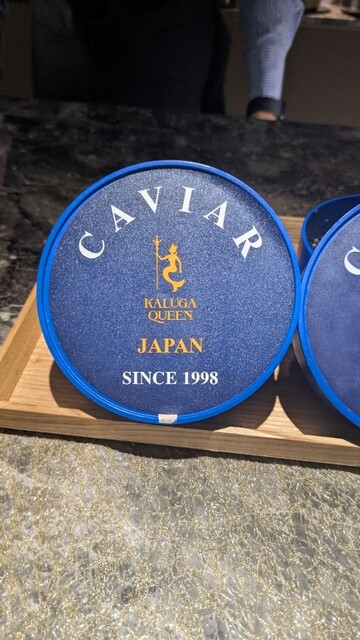 CAVIAR
KALUGA
QUEEN
JAPAN
SINCE 1998
C